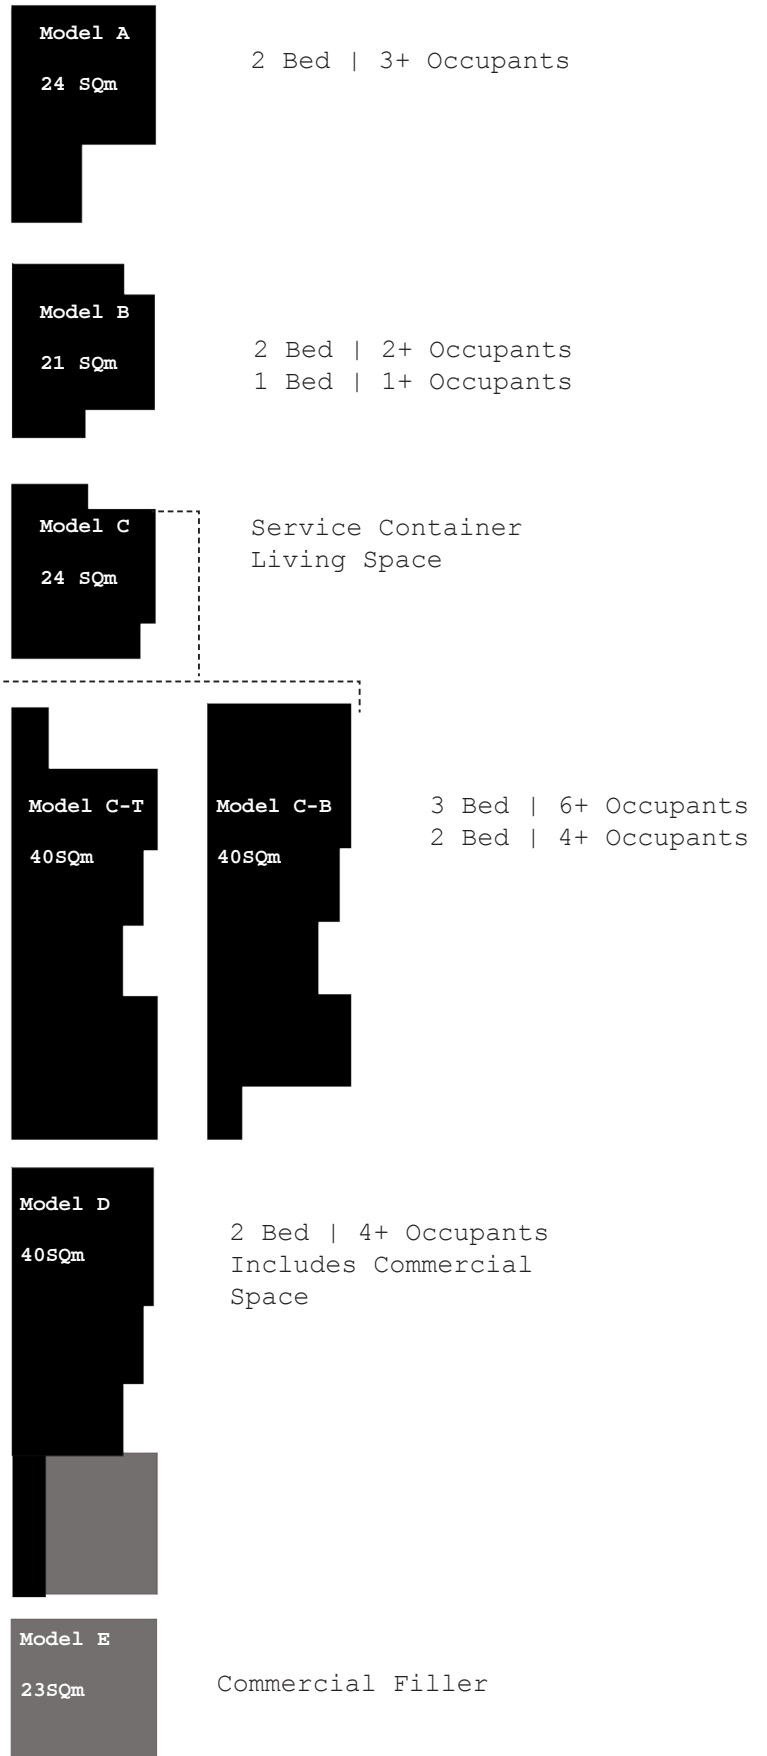 Model A
24 SQm
2 Bed | 3+ Occupants
Model B
21 SQm
2 Bed | 2+ Occupants
1 Bed | 1+ Occupants
Model C
24 SQm
Service Container
Living Space
Model C-T
40SQm
Model C-B
40SQm
3 Bed | 6+ Occupants
2 Bed | 4+ Occupants
Model D
40SQm
2 Bed | 4+ Occupants
Includes Commercial
Space
Model E
23SQm
Commercial Filler